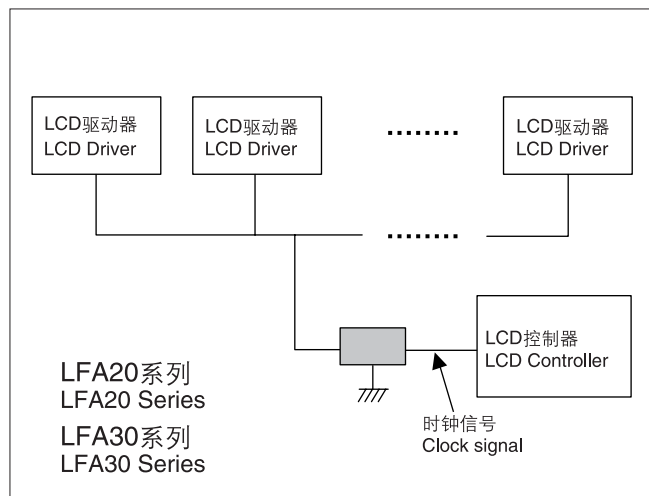 LCD驱动器
LCD Driver
LCD驱动器
LCD Driver
LCD驱动器
LCD Driver
LCD控制器
LCD Controller
时钟信号
Clock signal
LFA20系列
LFA20 Series
LFA30系列
LFA30 Series